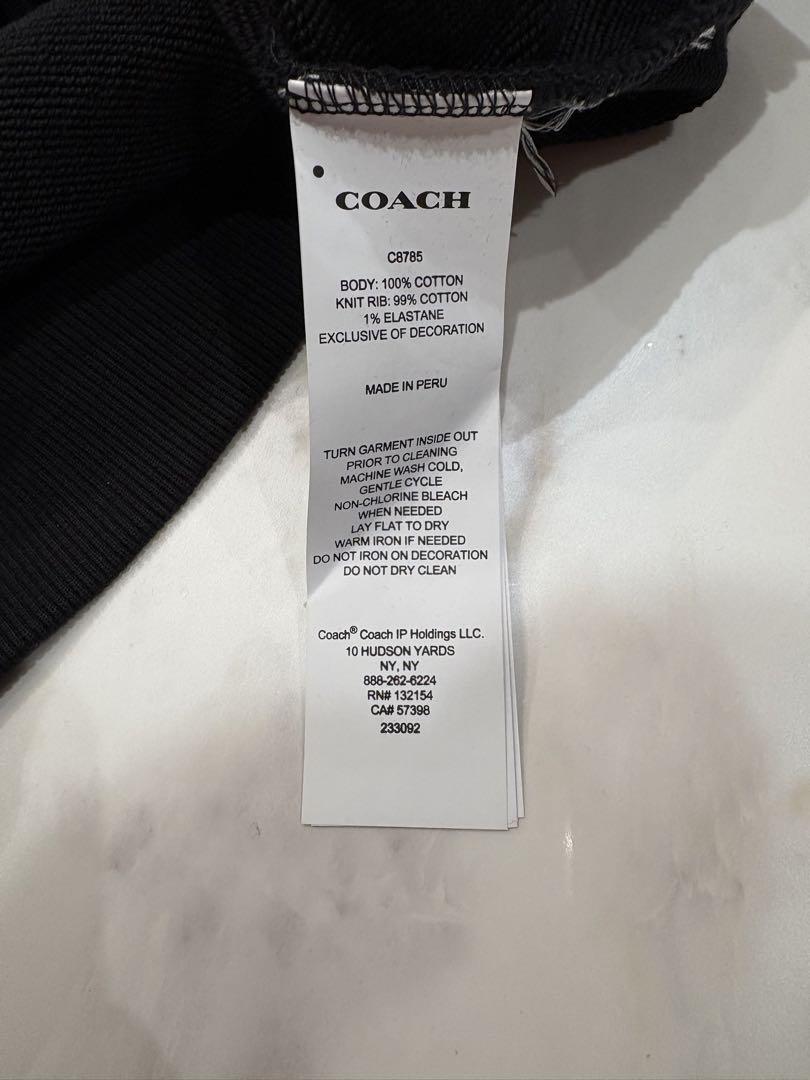 COACH
C8785
BODY: 100% COTTON
KNIT RIB: 99% COTTON
1% ELASTANE
EXCLUSIVE OF DECORATION
MADE IN PERU
TURN GARMENT INSIDE OUT
PRIOR TO CLEANING
MACHINE WASH COLD,
GENTLE CYCLE
NON-CHLORINE BLEACH
WHEN NEEDED
LAY FLAT TO DRY
WARM IRON IF NEEDED
DO NOT IRON ON DECORATION
DO NOT DRY CLEAN
Coach® Coach IP Holdings LLC.
10 HUDSON YARDS
NY, NY
888-262-6224
RN# 132154
CA# 57398
233092